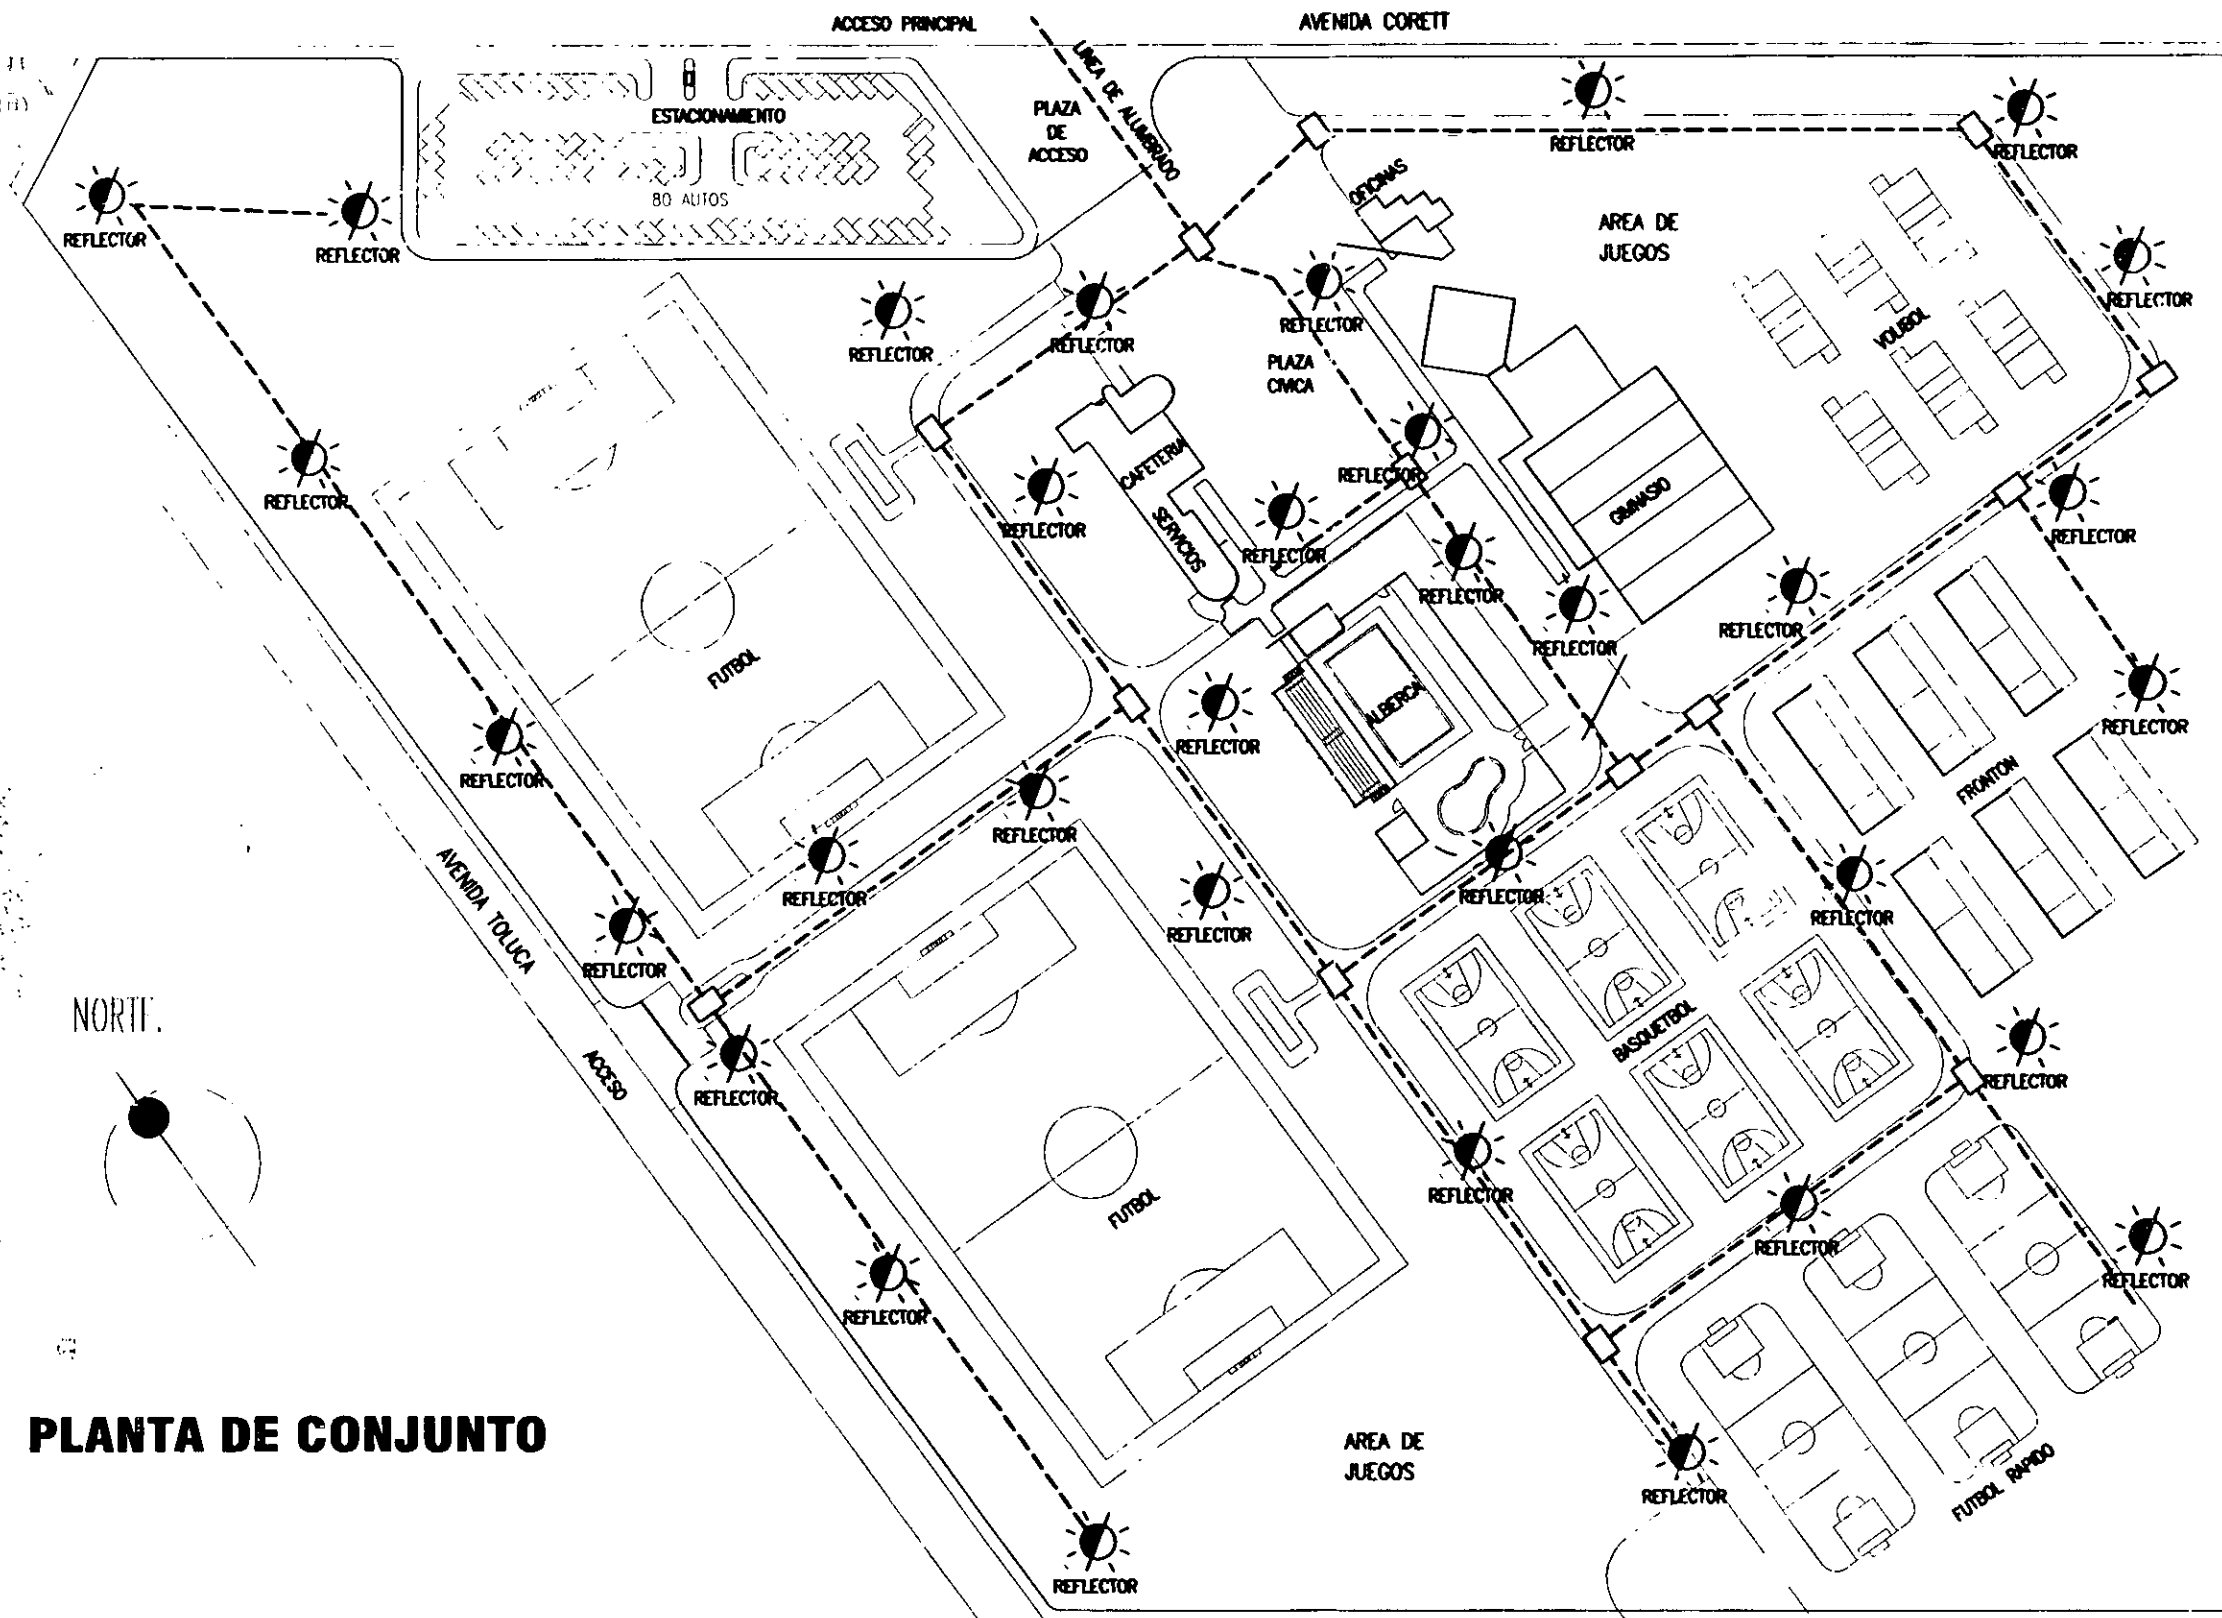 ACCESO PRINCIPAL
AVENIDA CORETT
LINEA DE ALUMBRADO
PLAZA
DE
ACCESO
ESTACIONAMIENTO
80 AUTOS
REFLECTOR
REFLECTOR
OFICINAS
AREA DE
JUEGOS
REFLECTOR
REFLECTOR
REFLECTOR
REFLECTOR
REFLECTOR
REFLECTOR
VOLIBOL
PLAZA
CIVICA
CAFETERIA
REFLECTOR
REFLECTOR
GIMNASIO
REFLECTOR
REFLECTOR
SERVICIOS
REFLECTOR
REFLECTOR
REFLECTOR
REFLECTOR
FUTBOL
ALBERCA
REFLECTOR
REFLECTOR
REFLECTOR
FRONTON
REFLECTOR
REFLECTOR
REFLECTOR
REFLECTOR
AVENIDA TOLUCA
REFLECTOR
REFLECTOR
NORTE.
BASQUETBOL
ACCESO
REFLECTOR
REFLECTOR
REFLECTOR
FUTBOL
REFLECTOR
REFLECTOR
REFLECTOR
PLANTA DE CONJUNTO
AREA DE
JUEGOS
FUTBOL RAPIDO
REFLECTOR
REFLECTOR